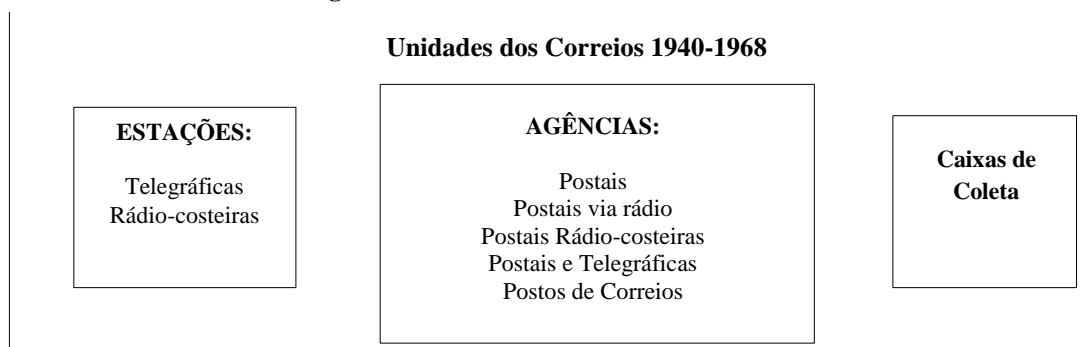 Unidades dos Correios 1940-1968
ESTAÇÕES:
Telegráficas
Rádio-costeiras
AGÊNCIAS:
Postais
Postais via rádio
Postais Rádio-costeiras
Postais e Telegráficas
Postos de Correios
Caixas de
Coleta